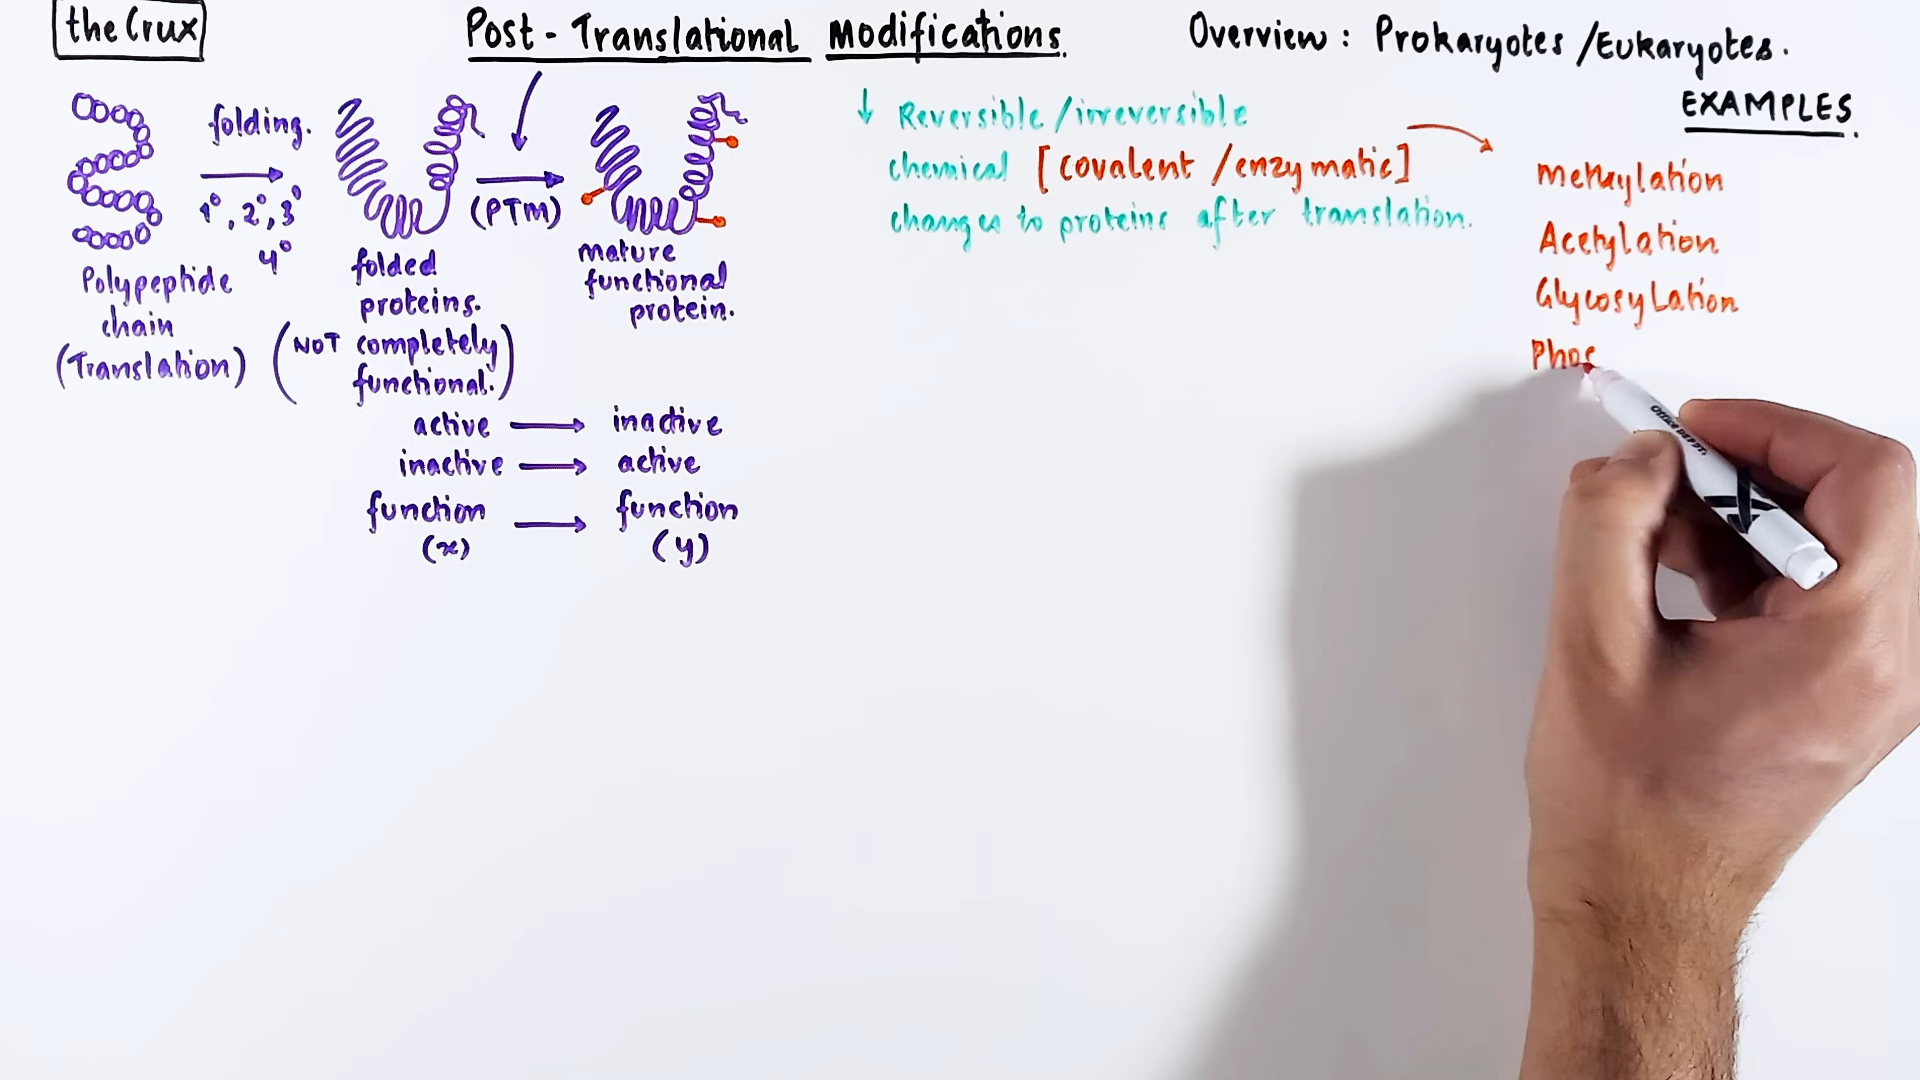 the Crux
Post - Translational Modifications.
Overview : Prokaryotes / Eukaryotes.
folding.
1°, 2°, 3°
4°
Polypeptide
chain
(Translation)
folded
proteins.
(NOT completely
functional.)
(PTM)
mature
functional
protein.
active → inactive
inactive → active
function → function
(x) (y)
↓ Reversible / irreversible
chemical [covalent / enzymatic]
changes to proteins after translation.
EXAMPLES.
Methylation
Acetylation
Glycosylation
Phos
OFFICE DEPOT